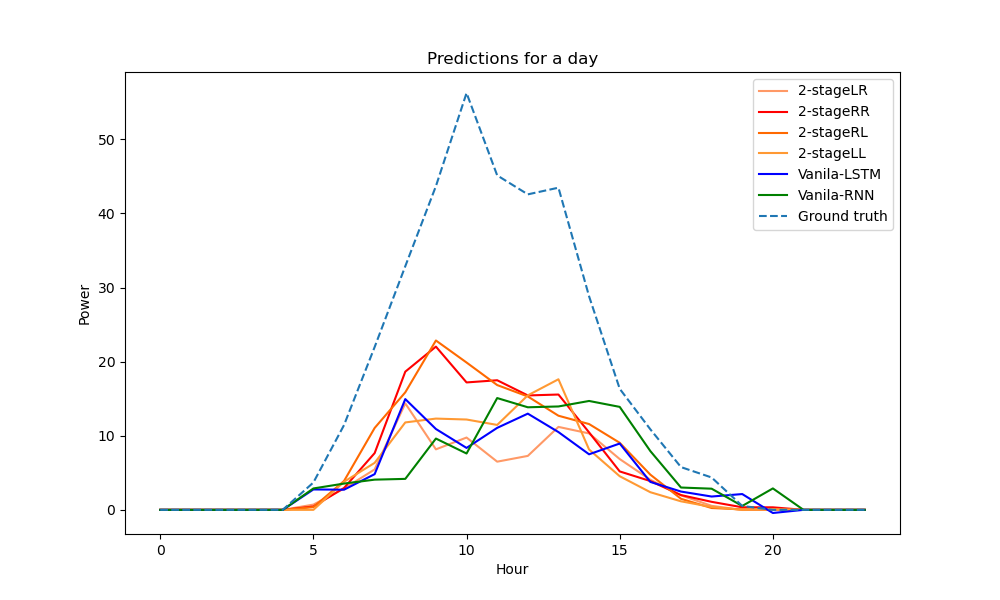 Predictions for a day
2-stageLR
2-stageRR
2-stageRL
2-stageLL
Vanila-LSTM
Vanila-RNN
Ground truth
Power
50
40
30
20
10
0
0 5 10 15 20
Hour